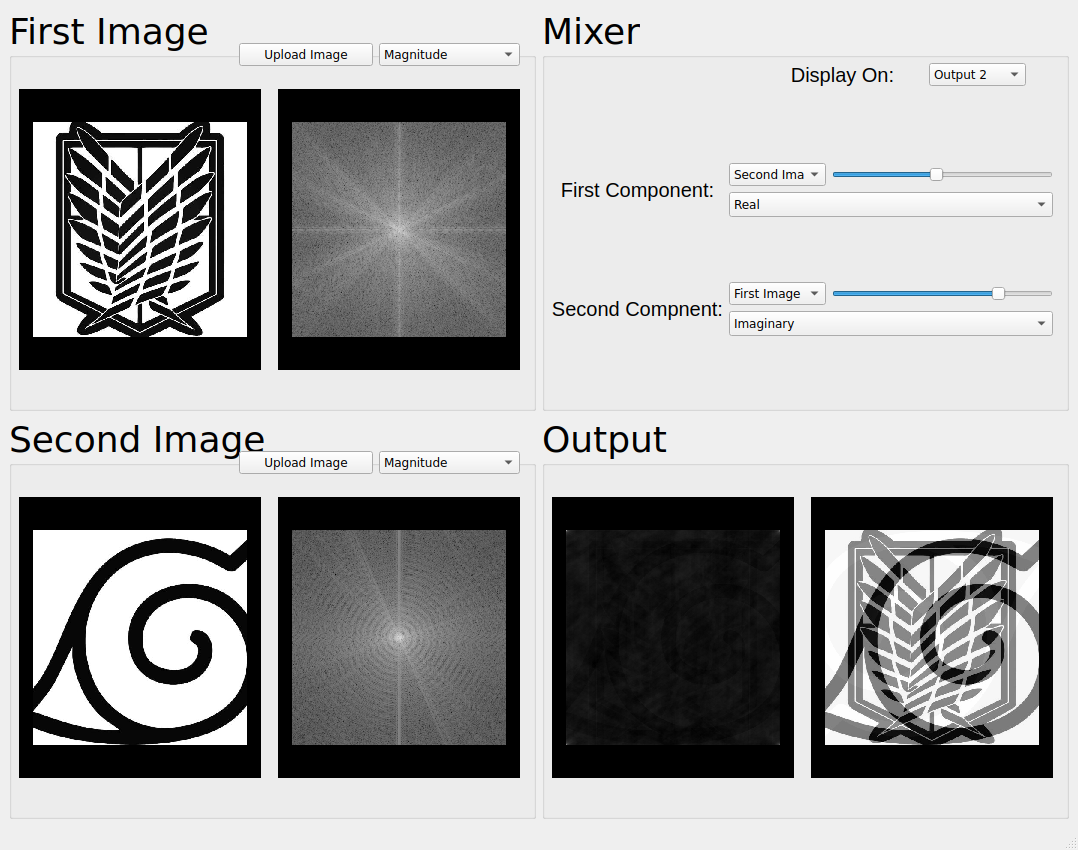 First Image
Upload Image
Magnitude
Mixer
Display On:
Output 2
First Component:
Second Ima
Real
Second Compnent:
First Image
Imaginary
Second Image
Upload Image
Magnitude
Output